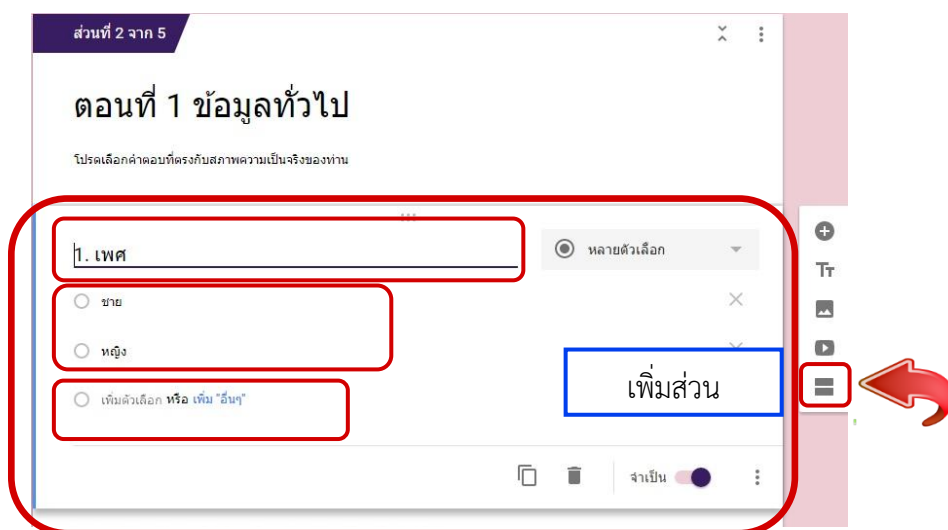 ส่วนที่ 2 จาก 5
ตอนที่ 1 ข้อมูลทั่วไป
โปรดเลือกคำตอบที่ตรงกับสภาพความเป็นจริงของท่าน
1. เพศ
หลายตัวเลือก
ชาย
หญิง
เพิ่มตัวเลือก หรือ เพิ่ม "อื่นๆ"
เพิ่มส่วน
จำเป็น